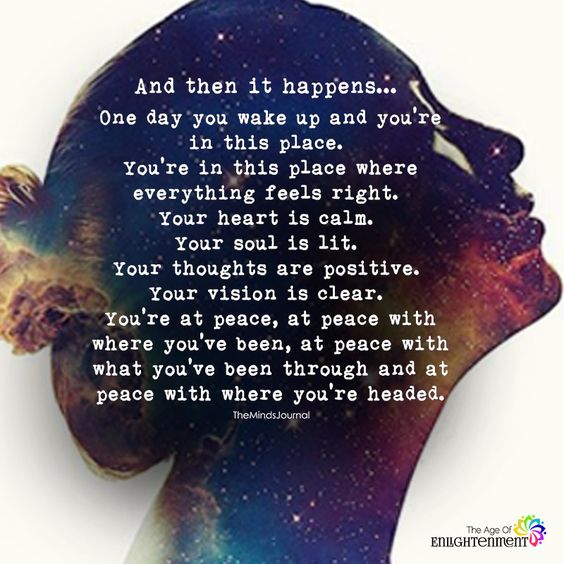 And then it happens...
One day you wake up and you're
in this place.
You're in this place where
everything feels right.
Your heart is calm.
Your soul is lit.
Your thoughts are positive.
Your vision is clear.
You're at peace, at peace with
where you've been, at peace with
what you've been through and at
peace with where you're headed.
TheMindsJournal
The Age Of
ENLIGHTENMENT